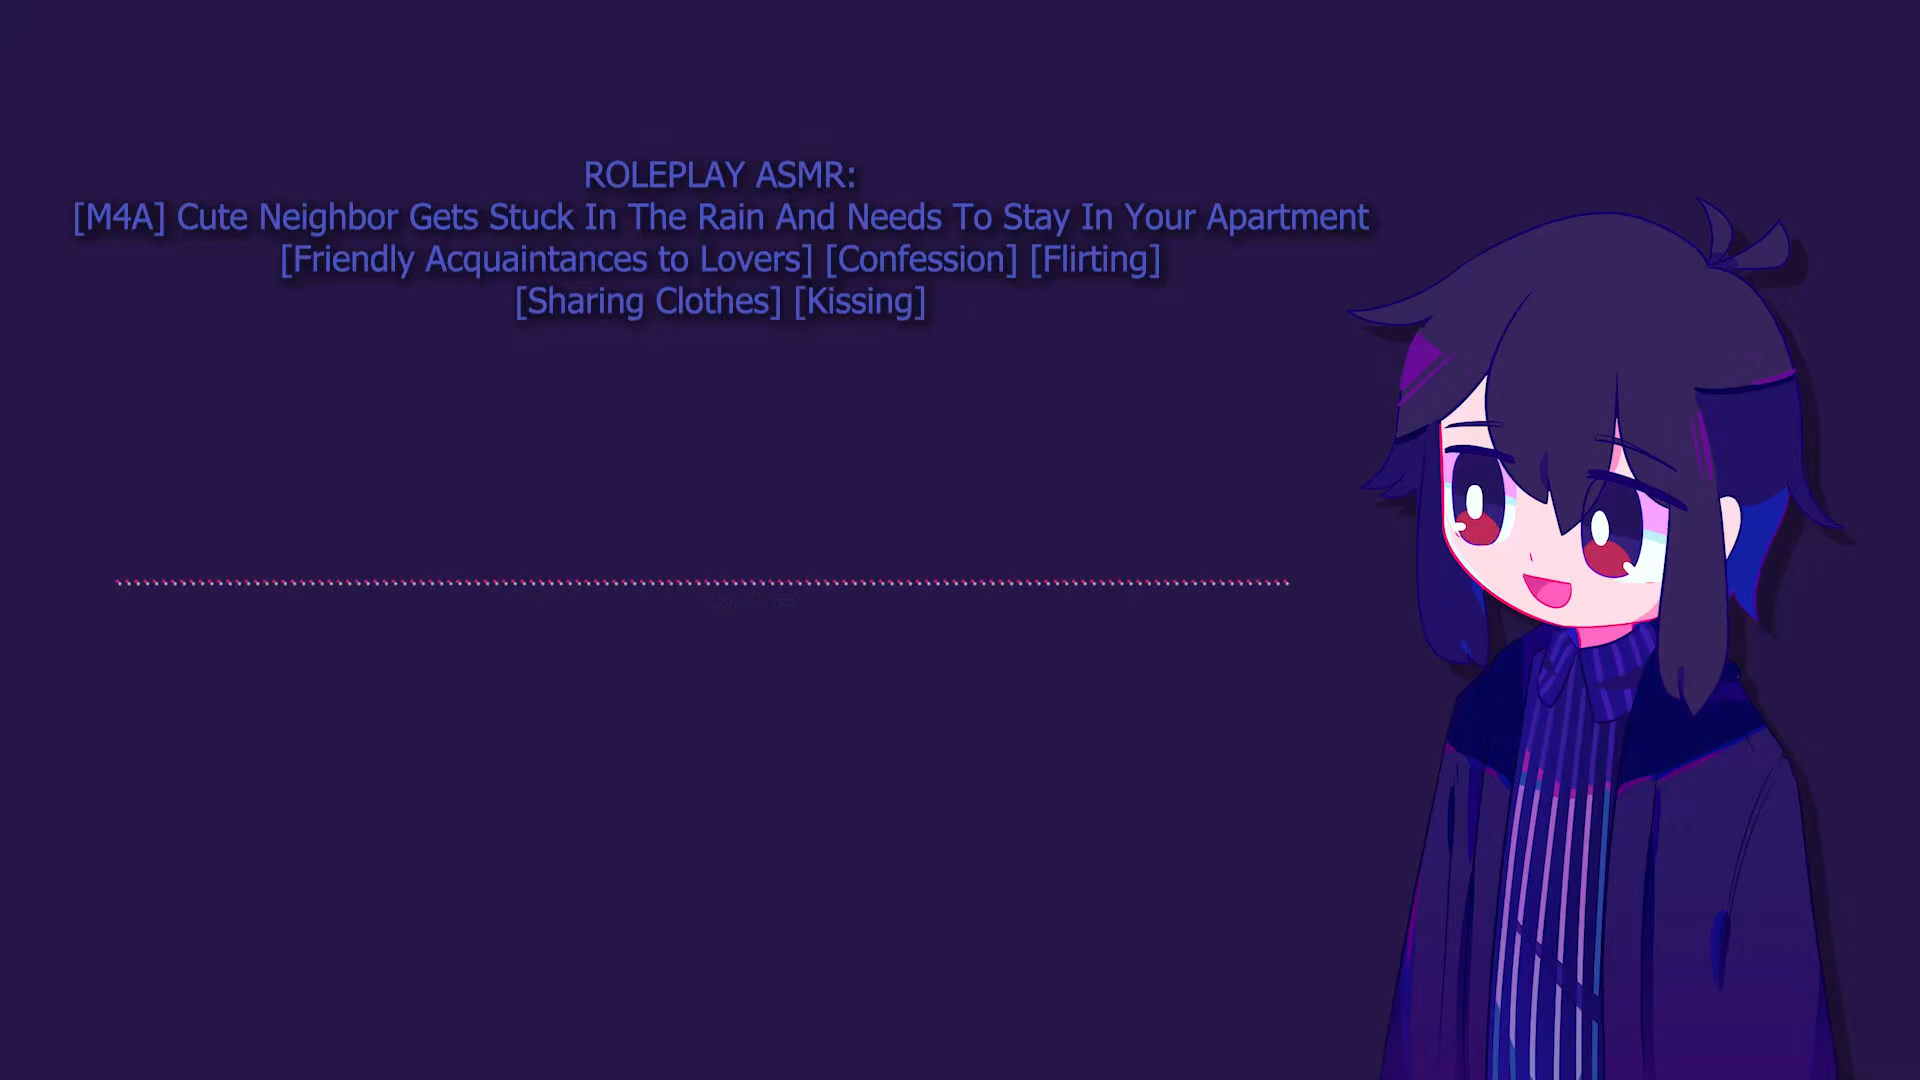 ROLEPLAY ASMR:
[M4A] Cute Neighbor Gets Stuck In The Rain And Needs To Stay In Your Apartment
[Friendly Acquaintances to Lovers] [Confession] [Flirting]
[Sharing Clothes] [Kissing]